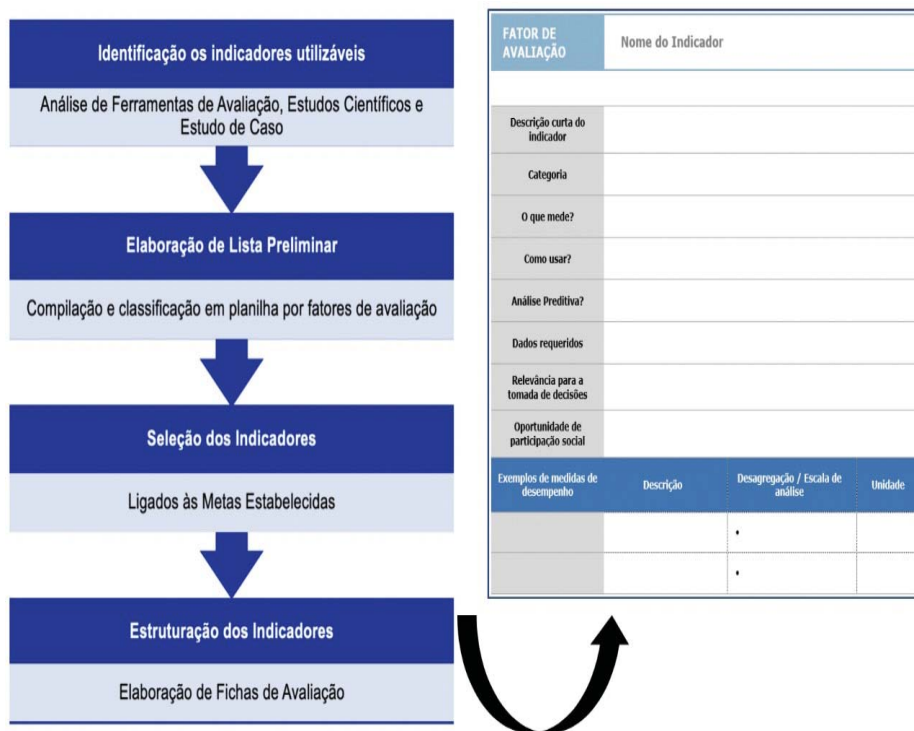 Identificação os indicadores utilizáveis
Análise de Ferramentas de Avaliação, Estudos Científicos e
Estudo de Caso
Elaboração de Lista Preliminar
Compilação e classificação em planilha por fatores de avaliação
Seleção dos Indicadores
Ligados às Metas Estabelecidas
Estruturação dos Indicadores
Elaboração de Fichas de Avaliação
FATOR DE
AVALIAÇÃO
Nome do Indicador
Descrição curta do
indicador
Categoria
O que mede?
Como usar?
Análise Preditiva?
Dados requeridos
Relevância para a
tomada de decisões
Oportunidade de
participação social
Exemplos de medidas de
desempenho
Descrição
Desagregação / Escala de
análise
Unidade
•
•